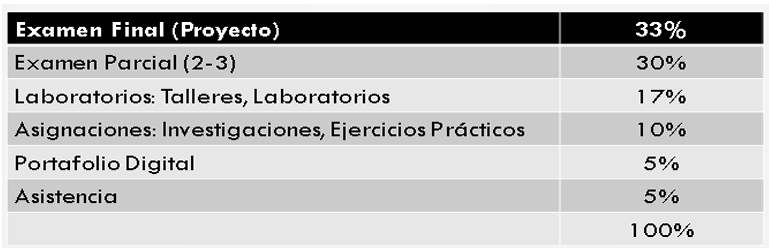 Examen Final (Proyecto) 33%
Examen Parcial (2-3) 30%
Laboratorios: Talleres, Laboratorios 17%
Asignaciones: Investigaciones, Ejercicios Prácticos 10%
Portafolio Digital 5%
Asistencia 5%
100%